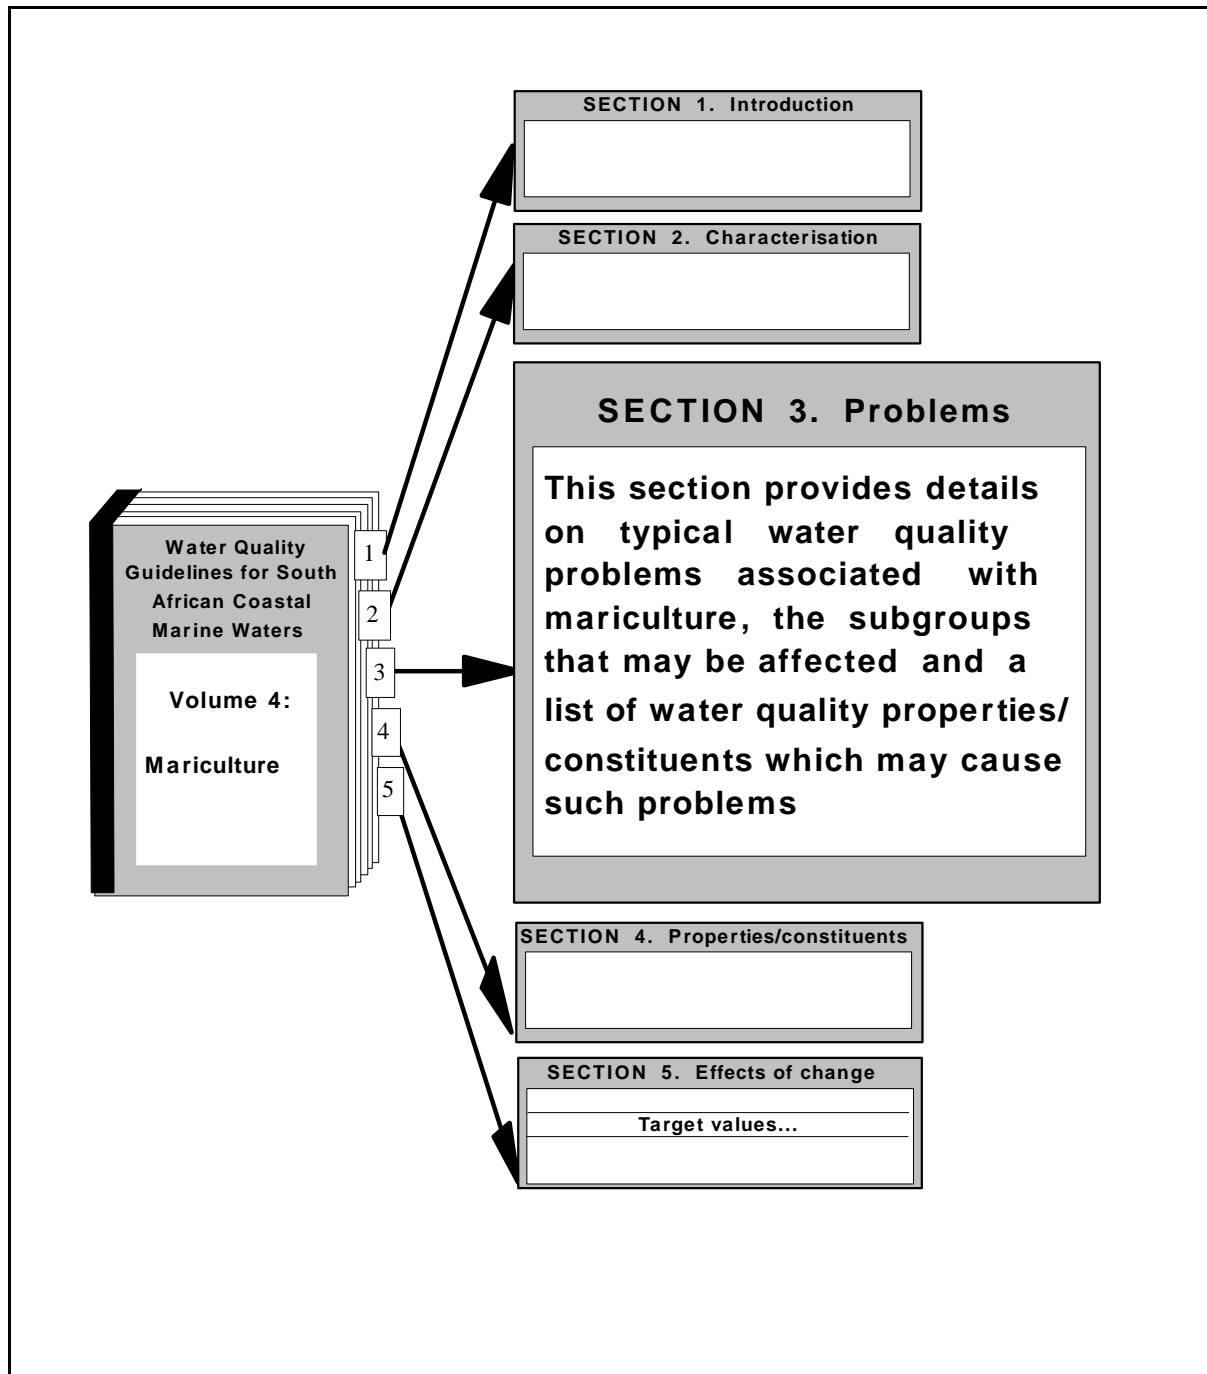 SECTION 1. Introduction
SECTION 2. Characterisation
SECTION 3. Problems
This section provides details
on typical water quality
problems associated with
mariculture, the subgroups
that may be affected and a
list of water quality properties/
constituents which may cause
such problems
Water Quality
Guidelines for South
African Coastal
Marine Waters
Volume 4:
Mariculture
1
2
3
4
5
SECTION 4. Properties/constituents
SECTION 5. Effects of change
Target values...